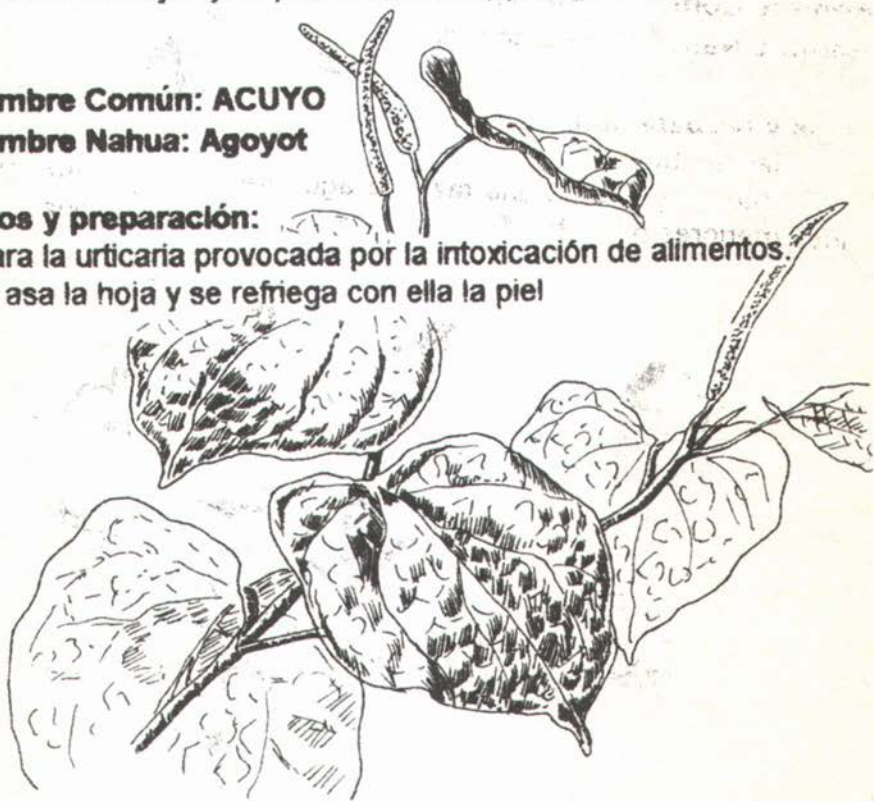 mbre Común: ACUYO
mbre Nahua: Agoyot
os y preparación:
ara la urticaria provocada por la intoxicación de alimentos.
asa la hoja y se refriega con ella la piel